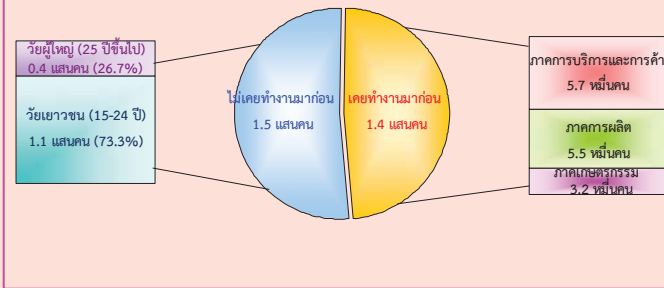 วัยผู้ใหญ่ (25 ปีขึ้นไป)
0.4 แสนคน (26.7%)
วัยเยาวชน (15-24 ปี)
1.1 แสนคน (73.3%)
ไม่เคยทำงานมาก่อน
1.5 แสนคน
เคยทำงานมาก่อน
1.4 แสนคน
ภาคการบริการและการค้า
5.7 หมื่นคน
ภาคการผลิต
5.5 หมื่นคน
ภาคเกษตรกรรม
3.2 หมื่นคน